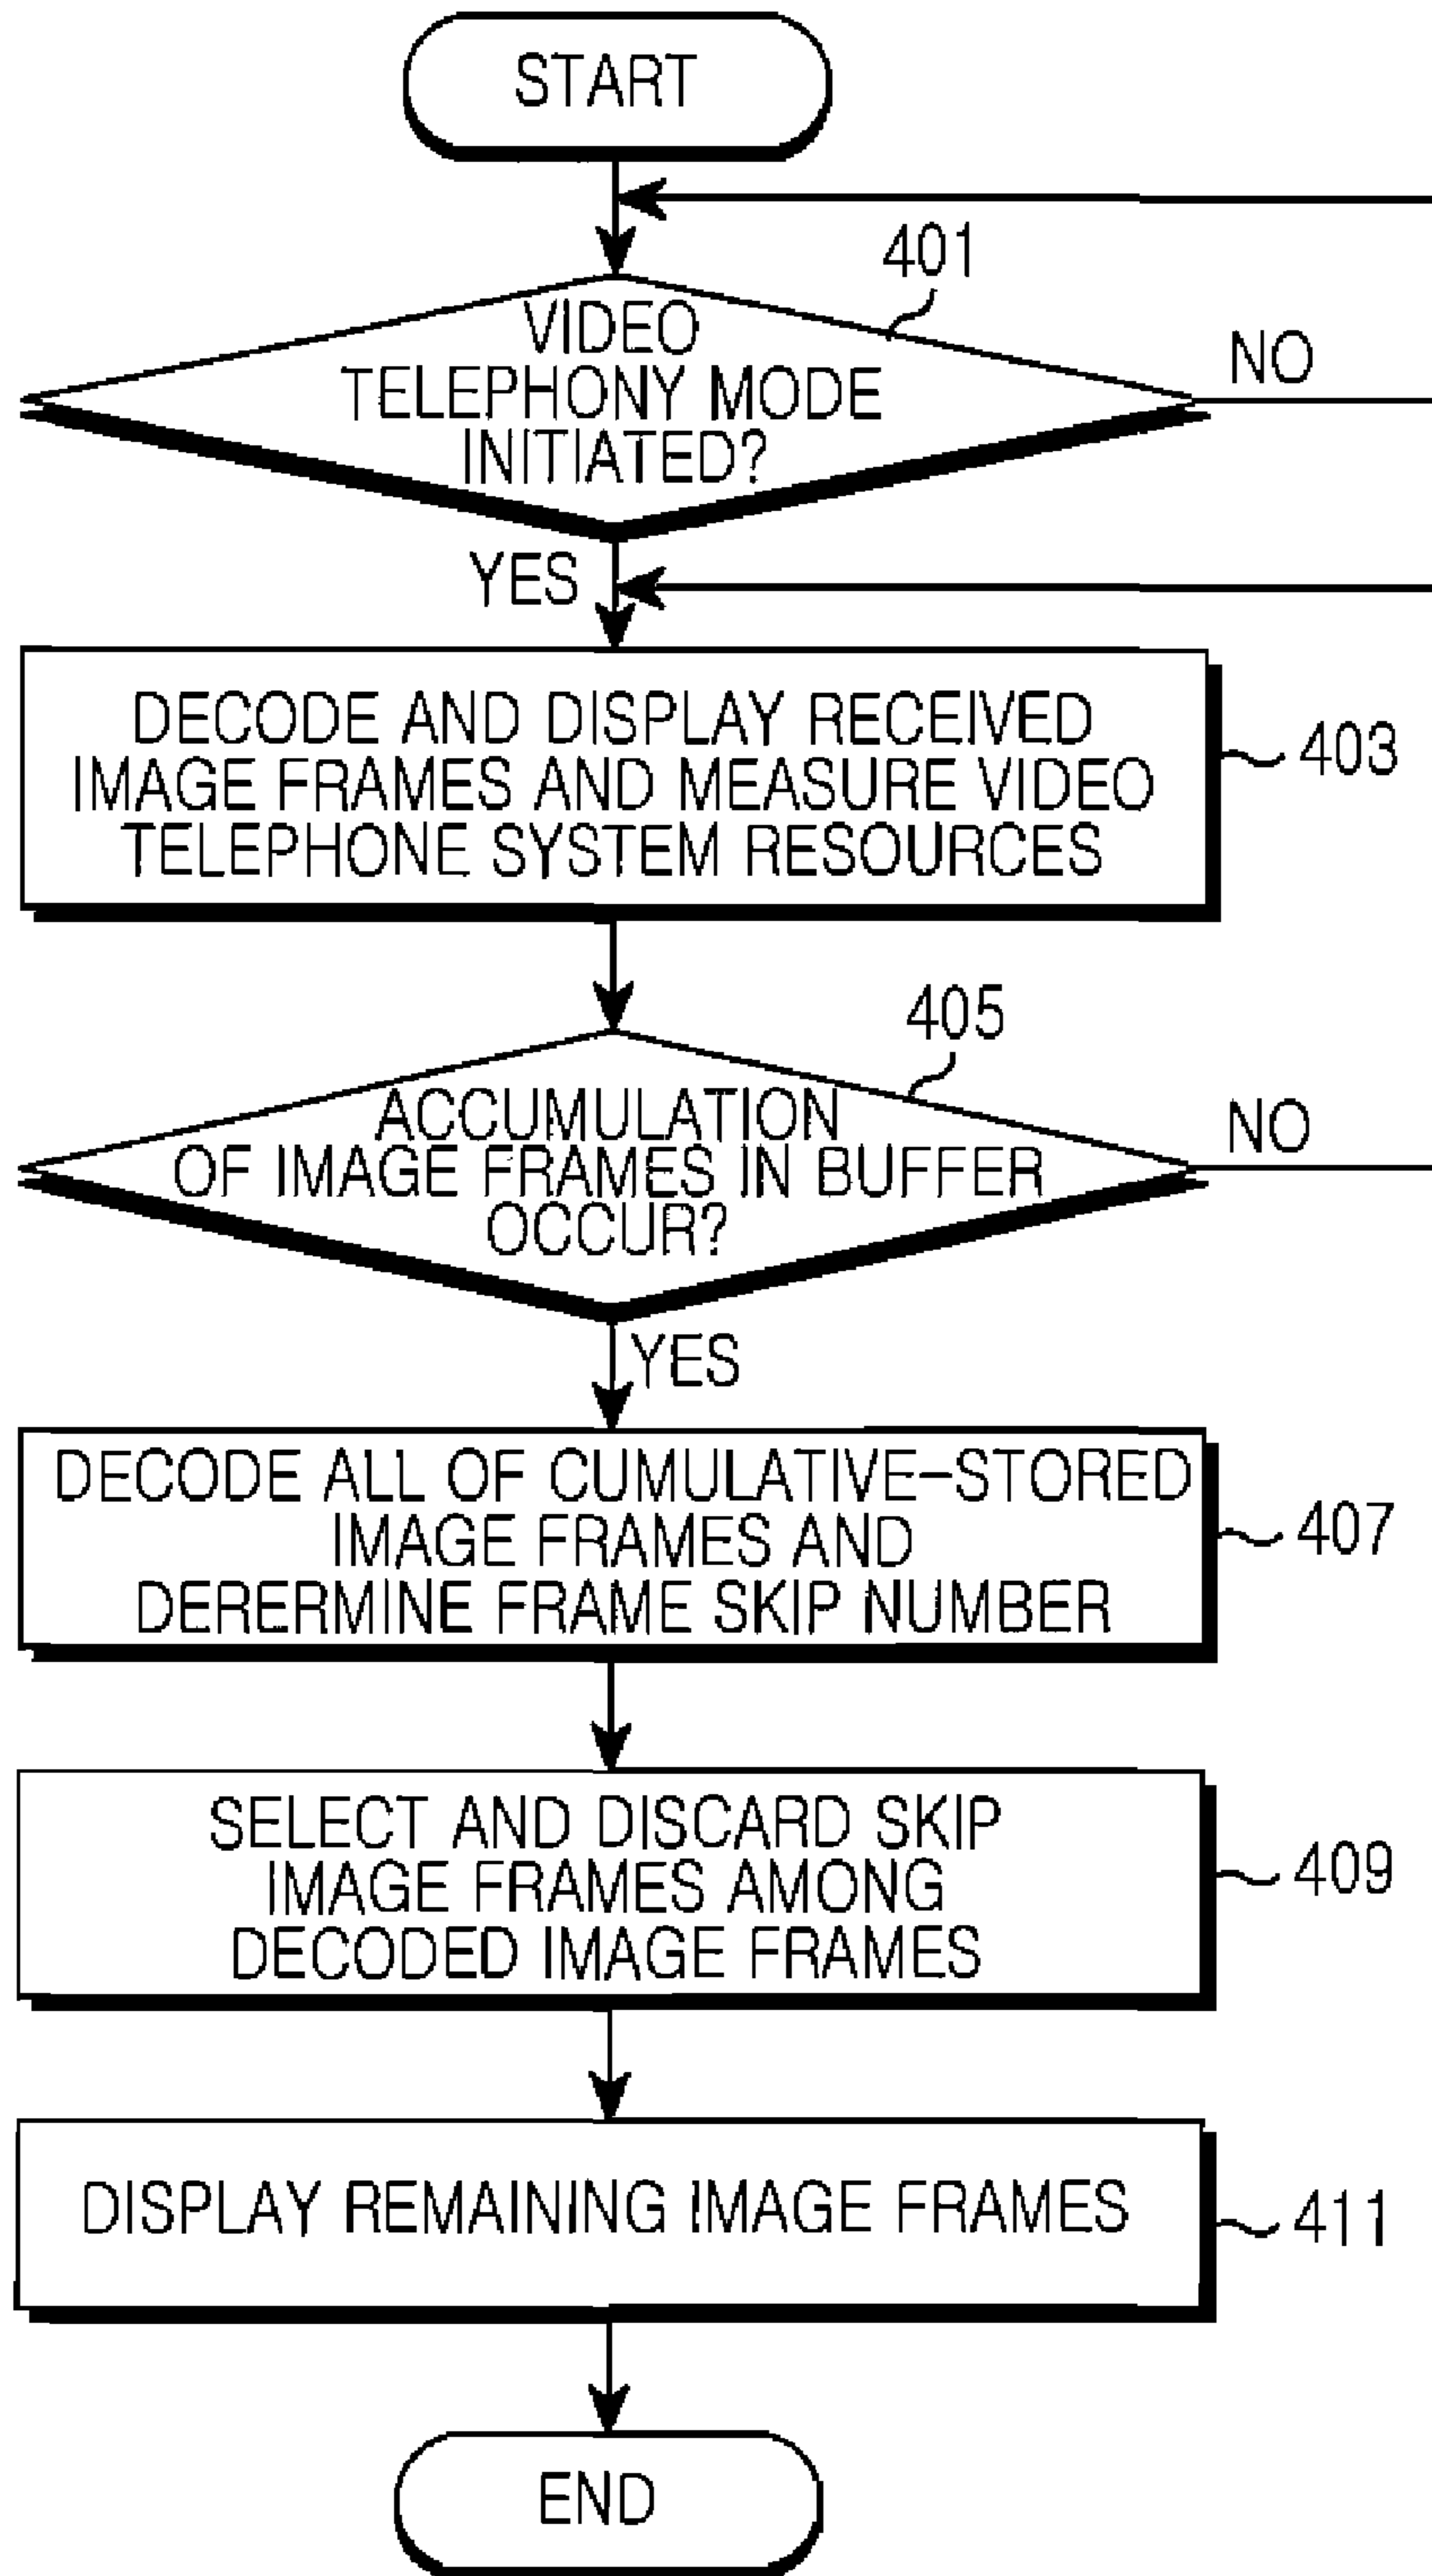 START
401
VIDEO
TELEPHONY MODE
INITIATED?
NO
YES
DECODE AND DISPLAY RECEIVED
IMAGE FRAMES AND MEASURE VIDEO
TELEPHONE SYSTEM RESOURCES
403
405
ACCUMULATION
OF IMAGE FRAMES IN BUFFER
OCCUR?
NO
YES
DECODE ALL OF CUMULATIVE-STORED
IMAGE FRAMES AND
DERERMINE FRAME SKIP NUMBER
407
SELECT AND DISCARD SKIP
IMAGE FRAMES AMONG
DECODED IMAGE FRAMES
409
DISPLAY REMAINING IMAGE FRAMES
411
END